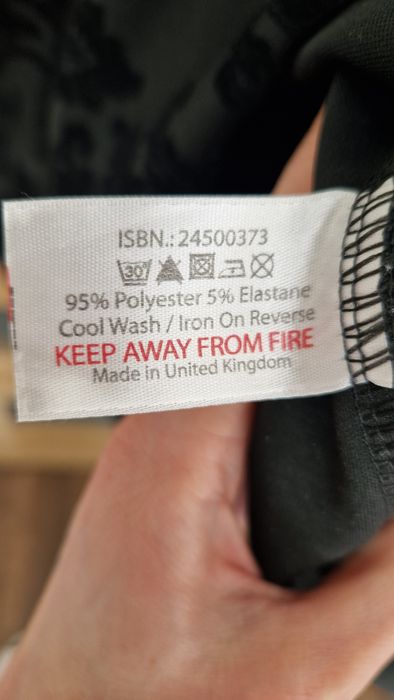 ISBN.:24500373
30
95% Polyester 5% Elastane
Cool Wash / Iron On Reverse
KEEP AWAY FROM FIRE
Made in United Kingdom